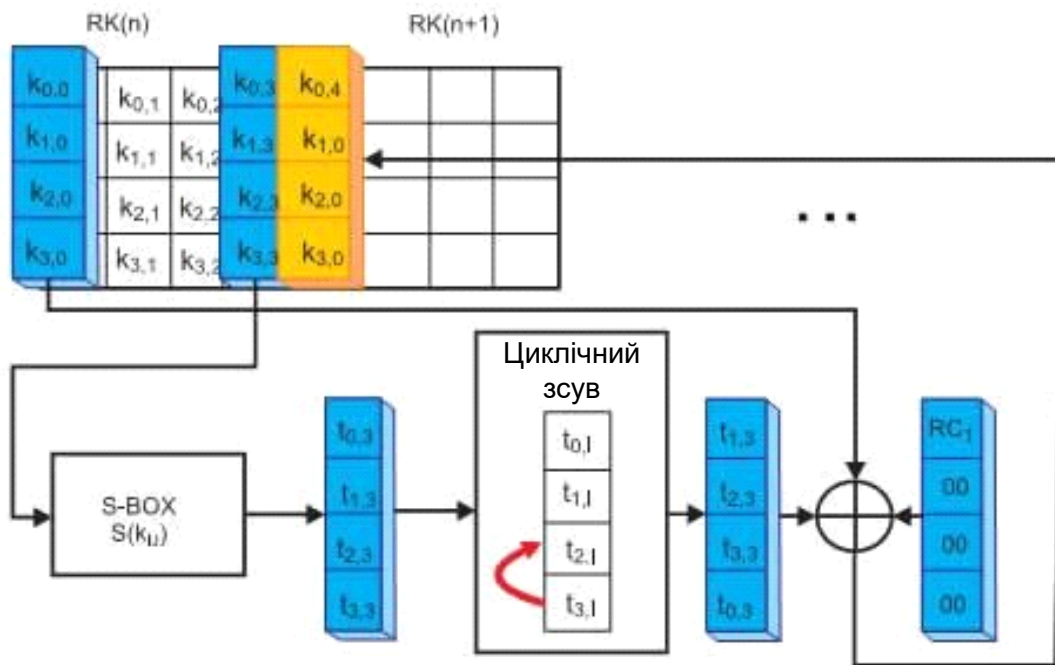 RK(n) RK(n+1)
k0,0 k0,1 k0,2 k0,3 k0,4
k1,0 k1,1 k1,2 k1,3 k1,0
k2,0 k2,1 k2,2 k2,3 k2,0
k3,0 k3,1 k3,2 k3,3 k3,0
...
Циклічний
зсув
t0,3 t0,I t1,3 RC1
t1,3 t1,I t2,3 00
t2,3 t2,I t3,3 00
t3,3 t3,I t0,3 00
S-BOX